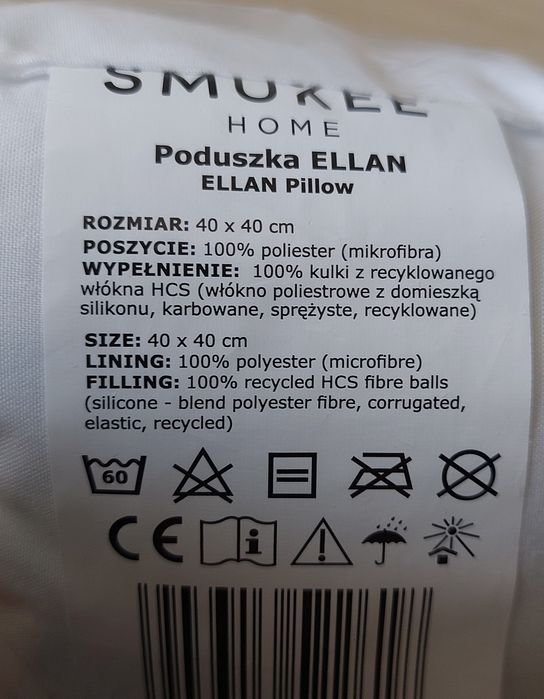 SMUKEE
HOME
Poduszka ELLAN
ELLAN Pillow
ROZMIAR: 40 x 40 cm
POSZYCIE: 100% poliester (mikrofibra)
WYPEŁNIENIE: 100% kulki z recyklowanego
włókna HCS (włókno poliestrowe z domieszką
silikonu, karbowane, sprężyste, recyklowane)
SIZE: 40 x 40 cm
LINING: 100% polyester (microfibre)
FILLING: 100% recycled HCS fibre balls
(silicone - blend polyester fibre, corrugated,
elastic, recycled)
60
CE